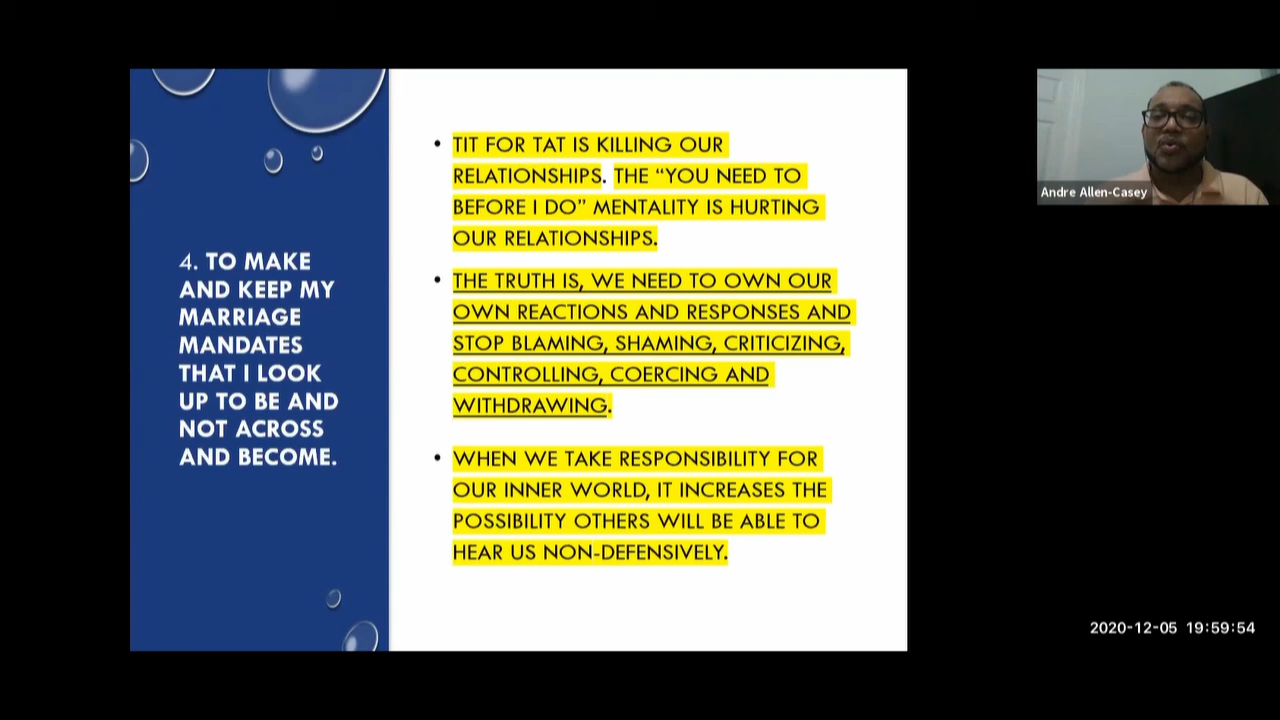 4. TO MAKE
AND KEEP MY
MARRIAGE
MANDATES
THAT I LOOK
UP TO BE AND
NOT ACROSS
AND BECOME.
• TIT FOR TAT IS KILLING OUR
RELATIONSHIPS. THE “YOU NEED TO
BEFORE I DO” MENTALITY IS HURTING
OUR RELATIONSHIPS.
• THE TRUTH IS, WE NEED TO OWN OUR
OWN REACTIONS AND RESPONSES AND
STOP BLAMING, SHAMING, CRITICIZING,
CONTROLLING, COERCING AND
WITHDRAWING.
• WHEN WE TAKE RESPONSIBILITY FOR
OUR INNER WORLD, IT INCREASES THE
POSSIBILITY OTHERS WILL BE ABLE TO
HEAR US NON-DEFENSIVELY.
Andre Allen-Casey
2020-12-05 19:59:54